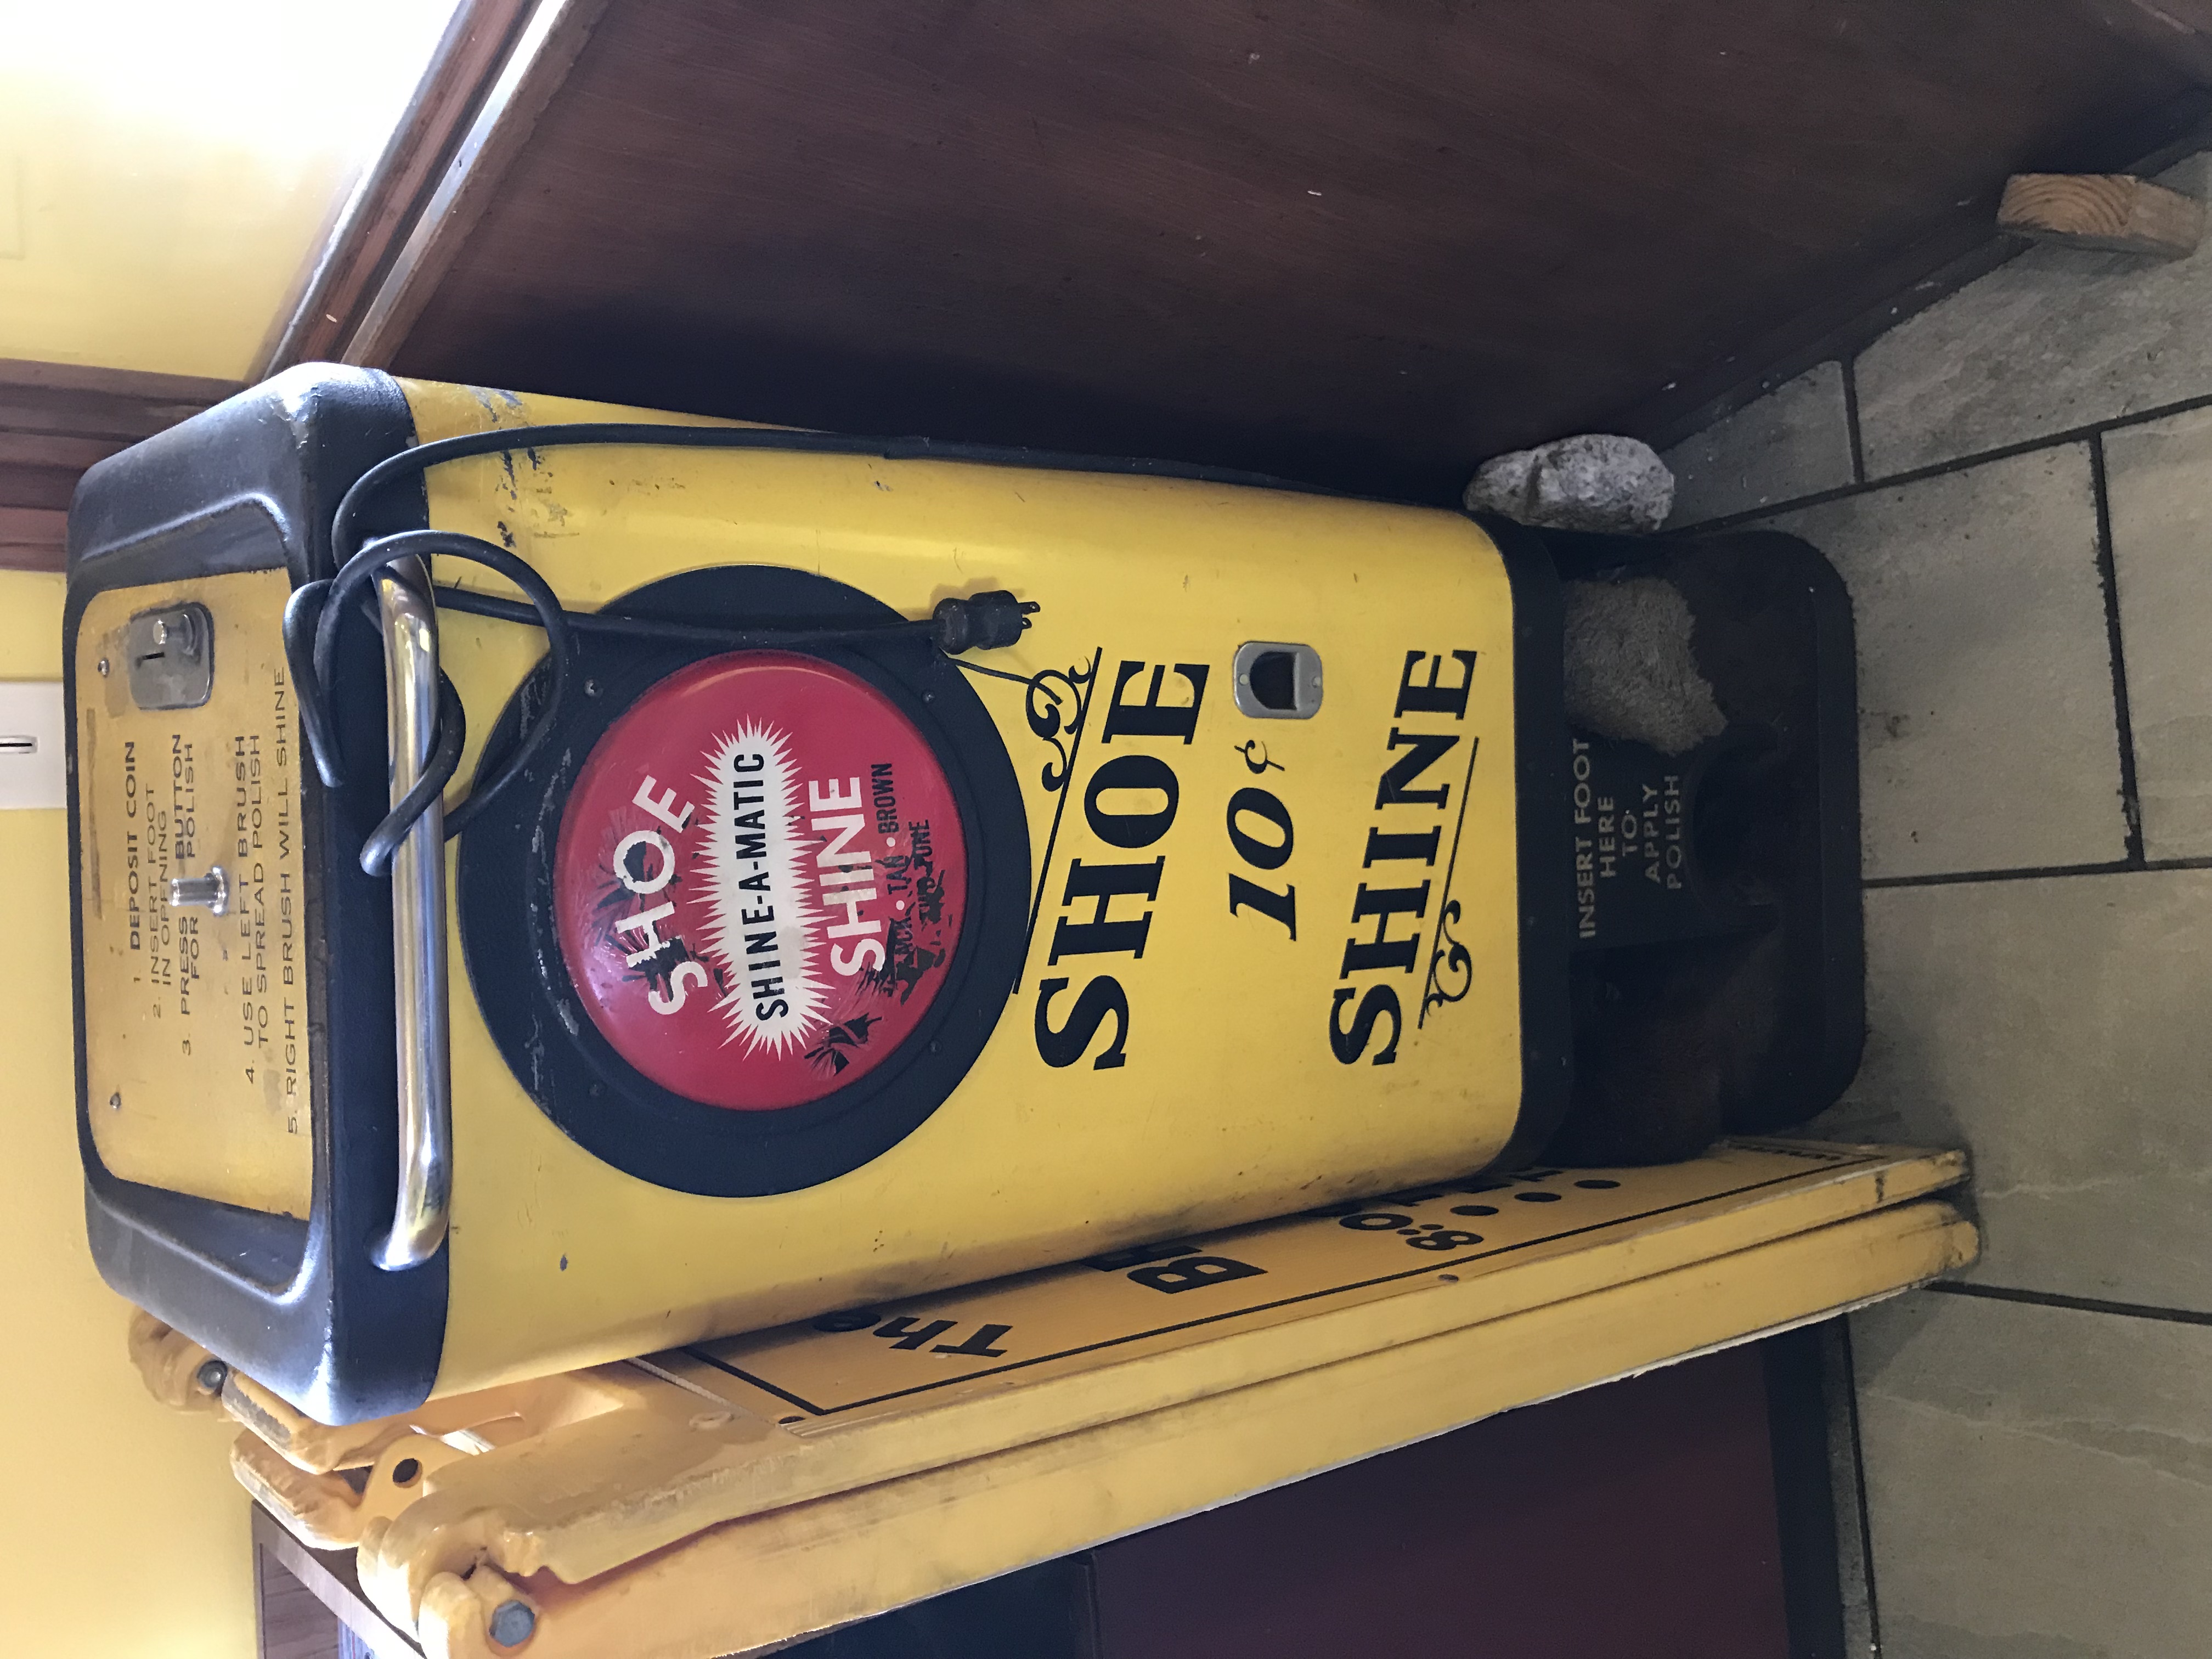 1. DEPOSIT COIN
2. INSERT FOOT
IN OPENING
3. PRESS BUTTON
FOR POLISH
4. USE LEFT BRUSH
TO SPREAD POLISH
5. RIGHT BRUSH WILL SHINE
SHOE
SHINE-A-MATIC
SHINE
TAN • BROWN
SHOE
10¢
SHINE
INSERT FOOT
HERE
TO
APPLY
POLISH
The